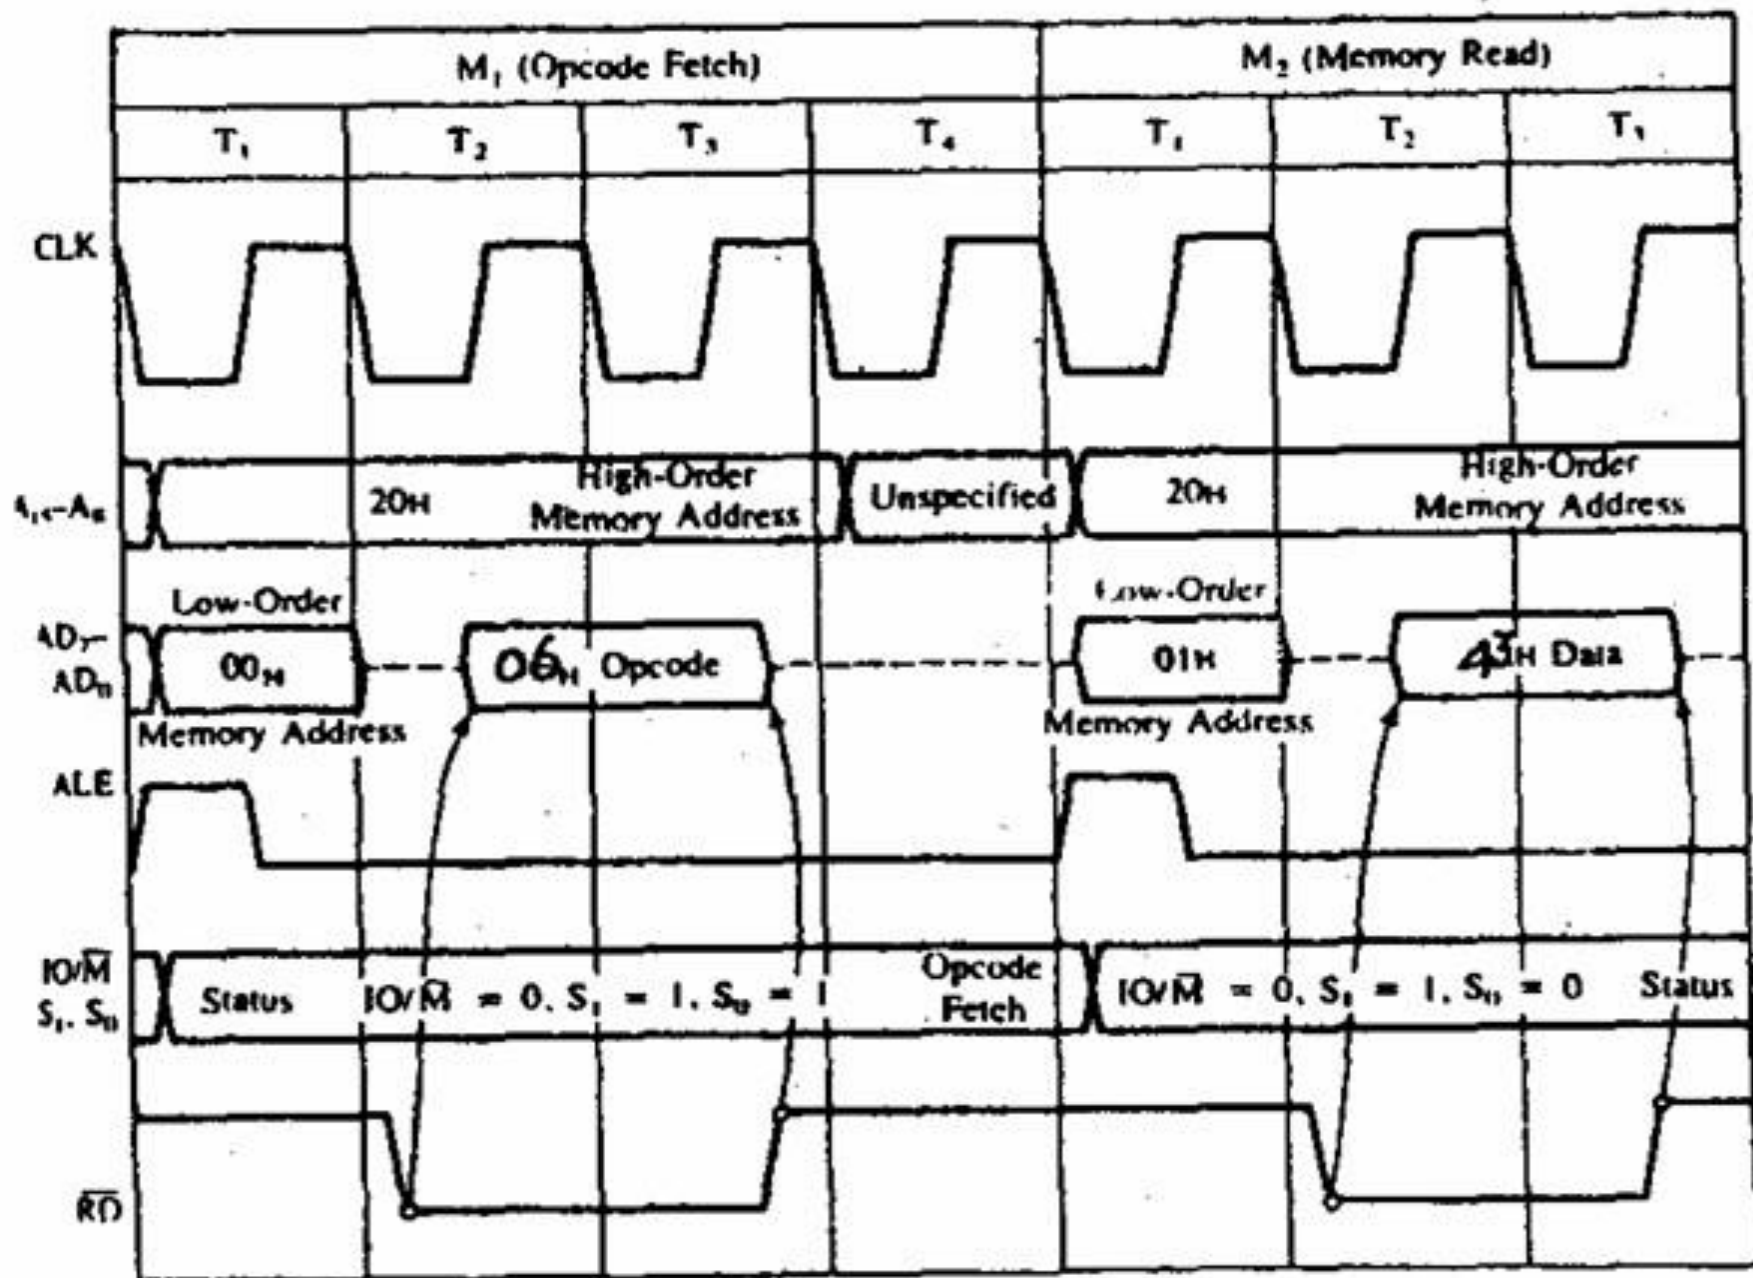 M₁ (Opcode Fetch) M₂ (Memory Read)
T₁ T₂ T₃ T₄ T₁ T₂ T₃
CLK
High-Order High-Order
20H Memory Address Unspecified 20H Memory Address
Low-Order Low-Order
AD₇–
00H 06H Opcode 01H 43H Data
Memory Address Memory Address
ALE
IO/M̅ Opcode
S₁, S₀ Status IO/M̅ = 0, S₁ = 1, S₀ = 1 Fetch IO/M̅ = 0, S₁ = 1, S₀ = 0 Status
R̅D̅